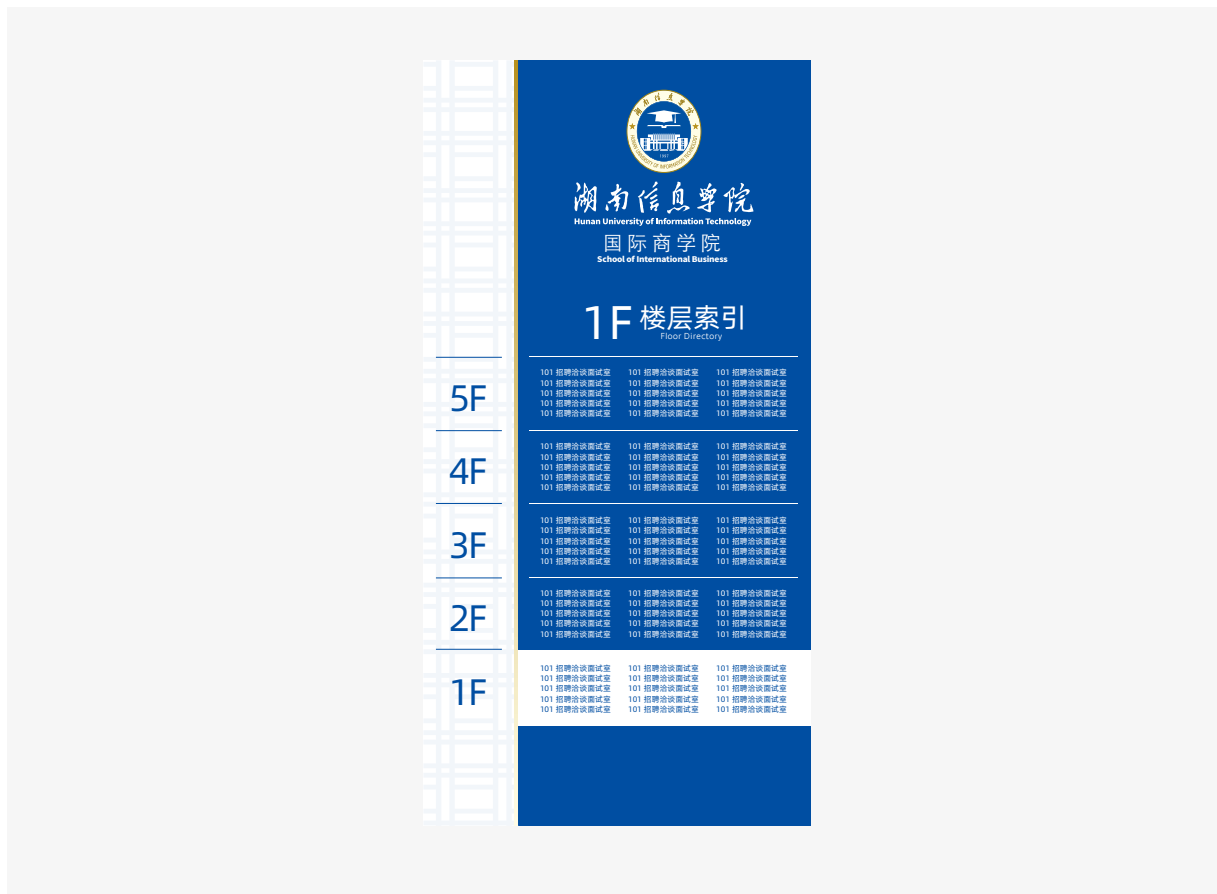 湖南信息学院
HUNAN UNIVERSITY OF INFORMATION TECHNOLOGY
1997
湖南信息学院
Hunan University of Information Technology
国际商学院
School of International Business
1F 楼层索引
Floor Directory
5F
101 招聘洽谈面试室 101 招聘洽谈面试室 101 招聘洽谈面试室
101 招聘洽谈面试室 101 招聘洽谈面试室 101 招聘洽谈面试室
101 招聘洽谈面试室 101 招聘洽谈面试室 101 招聘洽谈面试室
101 招聘洽谈面试室 101 招聘洽谈面试室 101 招聘洽谈面试室
101 招聘洽谈面试室 101 招聘洽谈面试室 101 招聘洽谈面试室
4F
101 招聘洽谈面试室 101 招聘洽谈面试室 101 招聘洽谈面试室
101 招聘洽谈面试室 101 招聘洽谈面试室 101 招聘洽谈面试室
101 招聘洽谈面试室 101 招聘洽谈面试室 101 招聘洽谈面试室
101 招聘洽谈面试室 101 招聘洽谈面试室 101 招聘洽谈面试室
101 招聘洽谈面试室 101 招聘洽谈面试室 101 招聘洽谈面试室
3F
101 招聘洽谈面试室 101 招聘洽谈面试室 101 招聘洽谈面试室
101 招聘洽谈面试室 101 招聘洽谈面试室 101 招聘洽谈面试室
101 招聘洽谈面试室 101 招聘洽谈面试室 101 招聘洽谈面试室
101 招聘洽谈面试室 101 招聘洽谈面试室 101 招聘洽谈面试室
101 招聘洽谈面试室 101 招聘洽谈面试室 101 招聘洽谈面试室
2F
101 招聘洽谈面试室 101 招聘洽谈面试室 101 招聘洽谈面试室
101 招聘洽谈面试室 101 招聘洽谈面试室 101 招聘洽谈面试室
101 招聘洽谈面试室 101 招聘洽谈面试室 101 招聘洽谈面试室
101 招聘洽谈面试室 101 招聘洽谈面试室 101 招聘洽谈面试室
101 招聘洽谈面试室 101 招聘洽谈面试室 101 招聘洽谈面试室
1F
101 招聘洽谈面试室 101 招聘洽谈面试室 101 招聘洽谈面试室
101 招聘洽谈面试室 101 招聘洽谈面试室 101 招聘洽谈面试室
101 招聘洽谈面试室 101 招聘洽谈面试室 101 招聘洽谈面试室
101 招聘洽谈面试室 101 招聘洽谈面试室 101 招聘洽谈面试室
101 招聘洽谈面试室 101 招聘洽谈面试室 101 招聘洽谈面试室